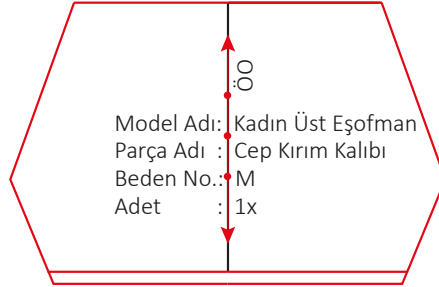 ÖO
Model Adı: Kadın Üst Eşofman
Parça Adı : Cep Kırım Kalıbı
Beden No.: M
Adet : 1x